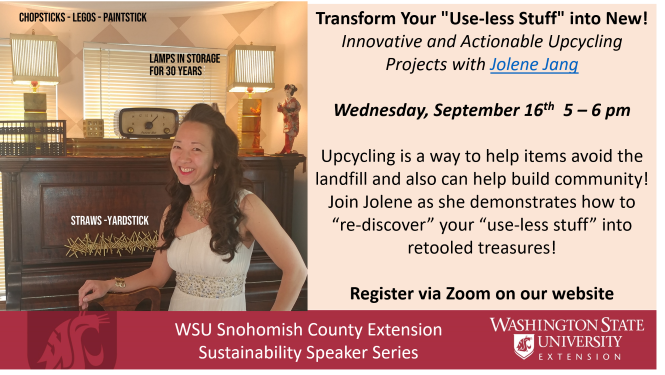 CHOPSTICKS - LEGOS - PAINTSTICK
LAMPS IN STORAGE
FOR 30 YEARS
STRAWS -YARDSTICK
Transform Your "Use-less Stuff" into New!
Innovative and Actionable Upcycling
Projects with Jolene Jang
Wednesday, September 16th 5 – 6 pm
Upcycling is a way to help items avoid the
landfill and also can help build community!
Join Jolene as she demonstrates how to
“re-discover” your “use-less stuff” into
retooled treasures!
Register via Zoom on our website
WSU Snohomish County Extension
Sustainability Speaker Series
WASHINGTON STATE
UNIVERSITY
EXTENSION